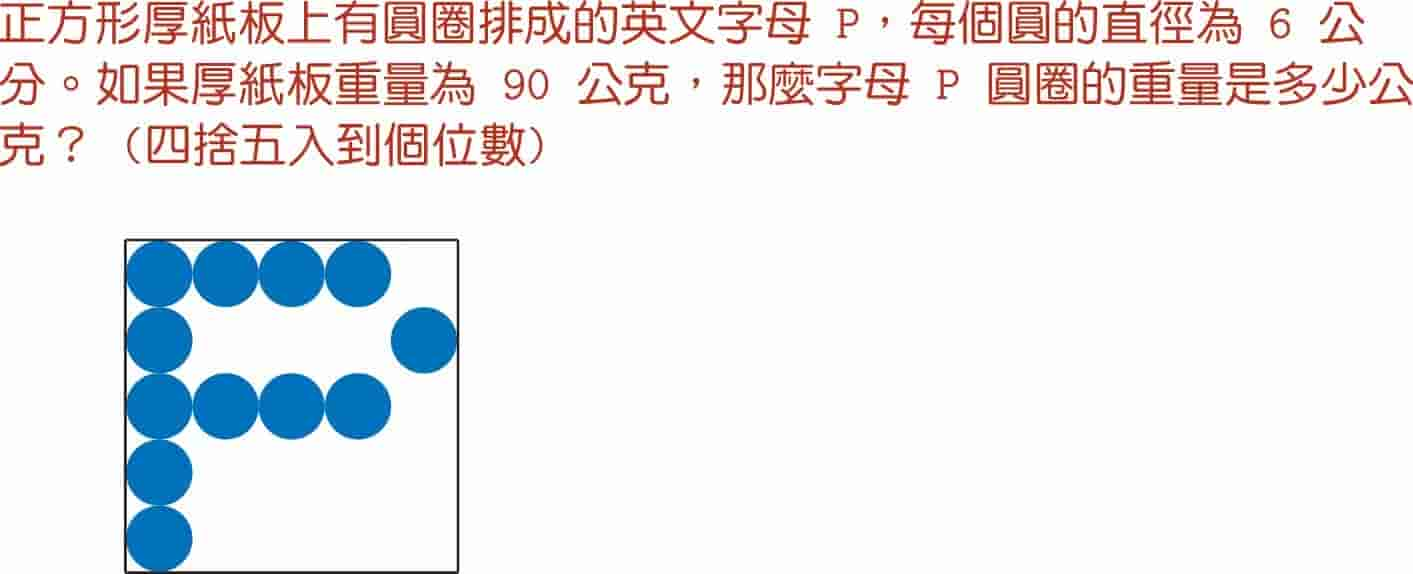 正方形厚紙板上有圓圈排成的英文字母 P，每個圓的直徑為 6 公
分。如果厚紙板重量為 90 公克，那麼字母 P 圓圈的重量是多少公
克？（四捨五入到個位數）